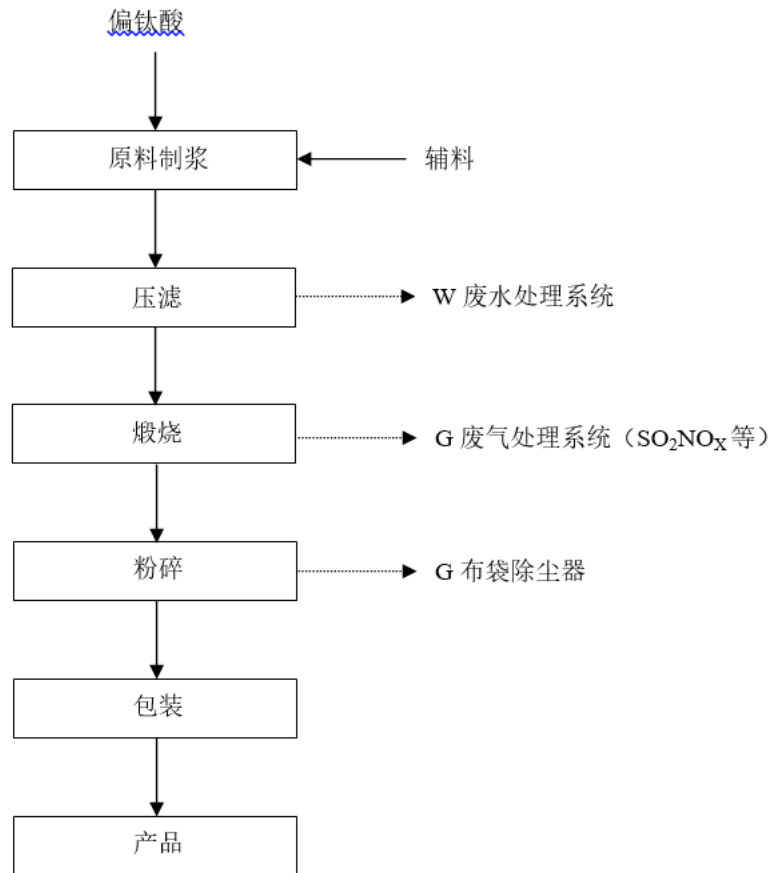 偏钛酸
原料制浆
辅料
压滤
W 废水处理系统
煅烧
G 废气处理系统（SO₂NOₓ 等）
粉碎
G 布袋除尘器
包装
产品